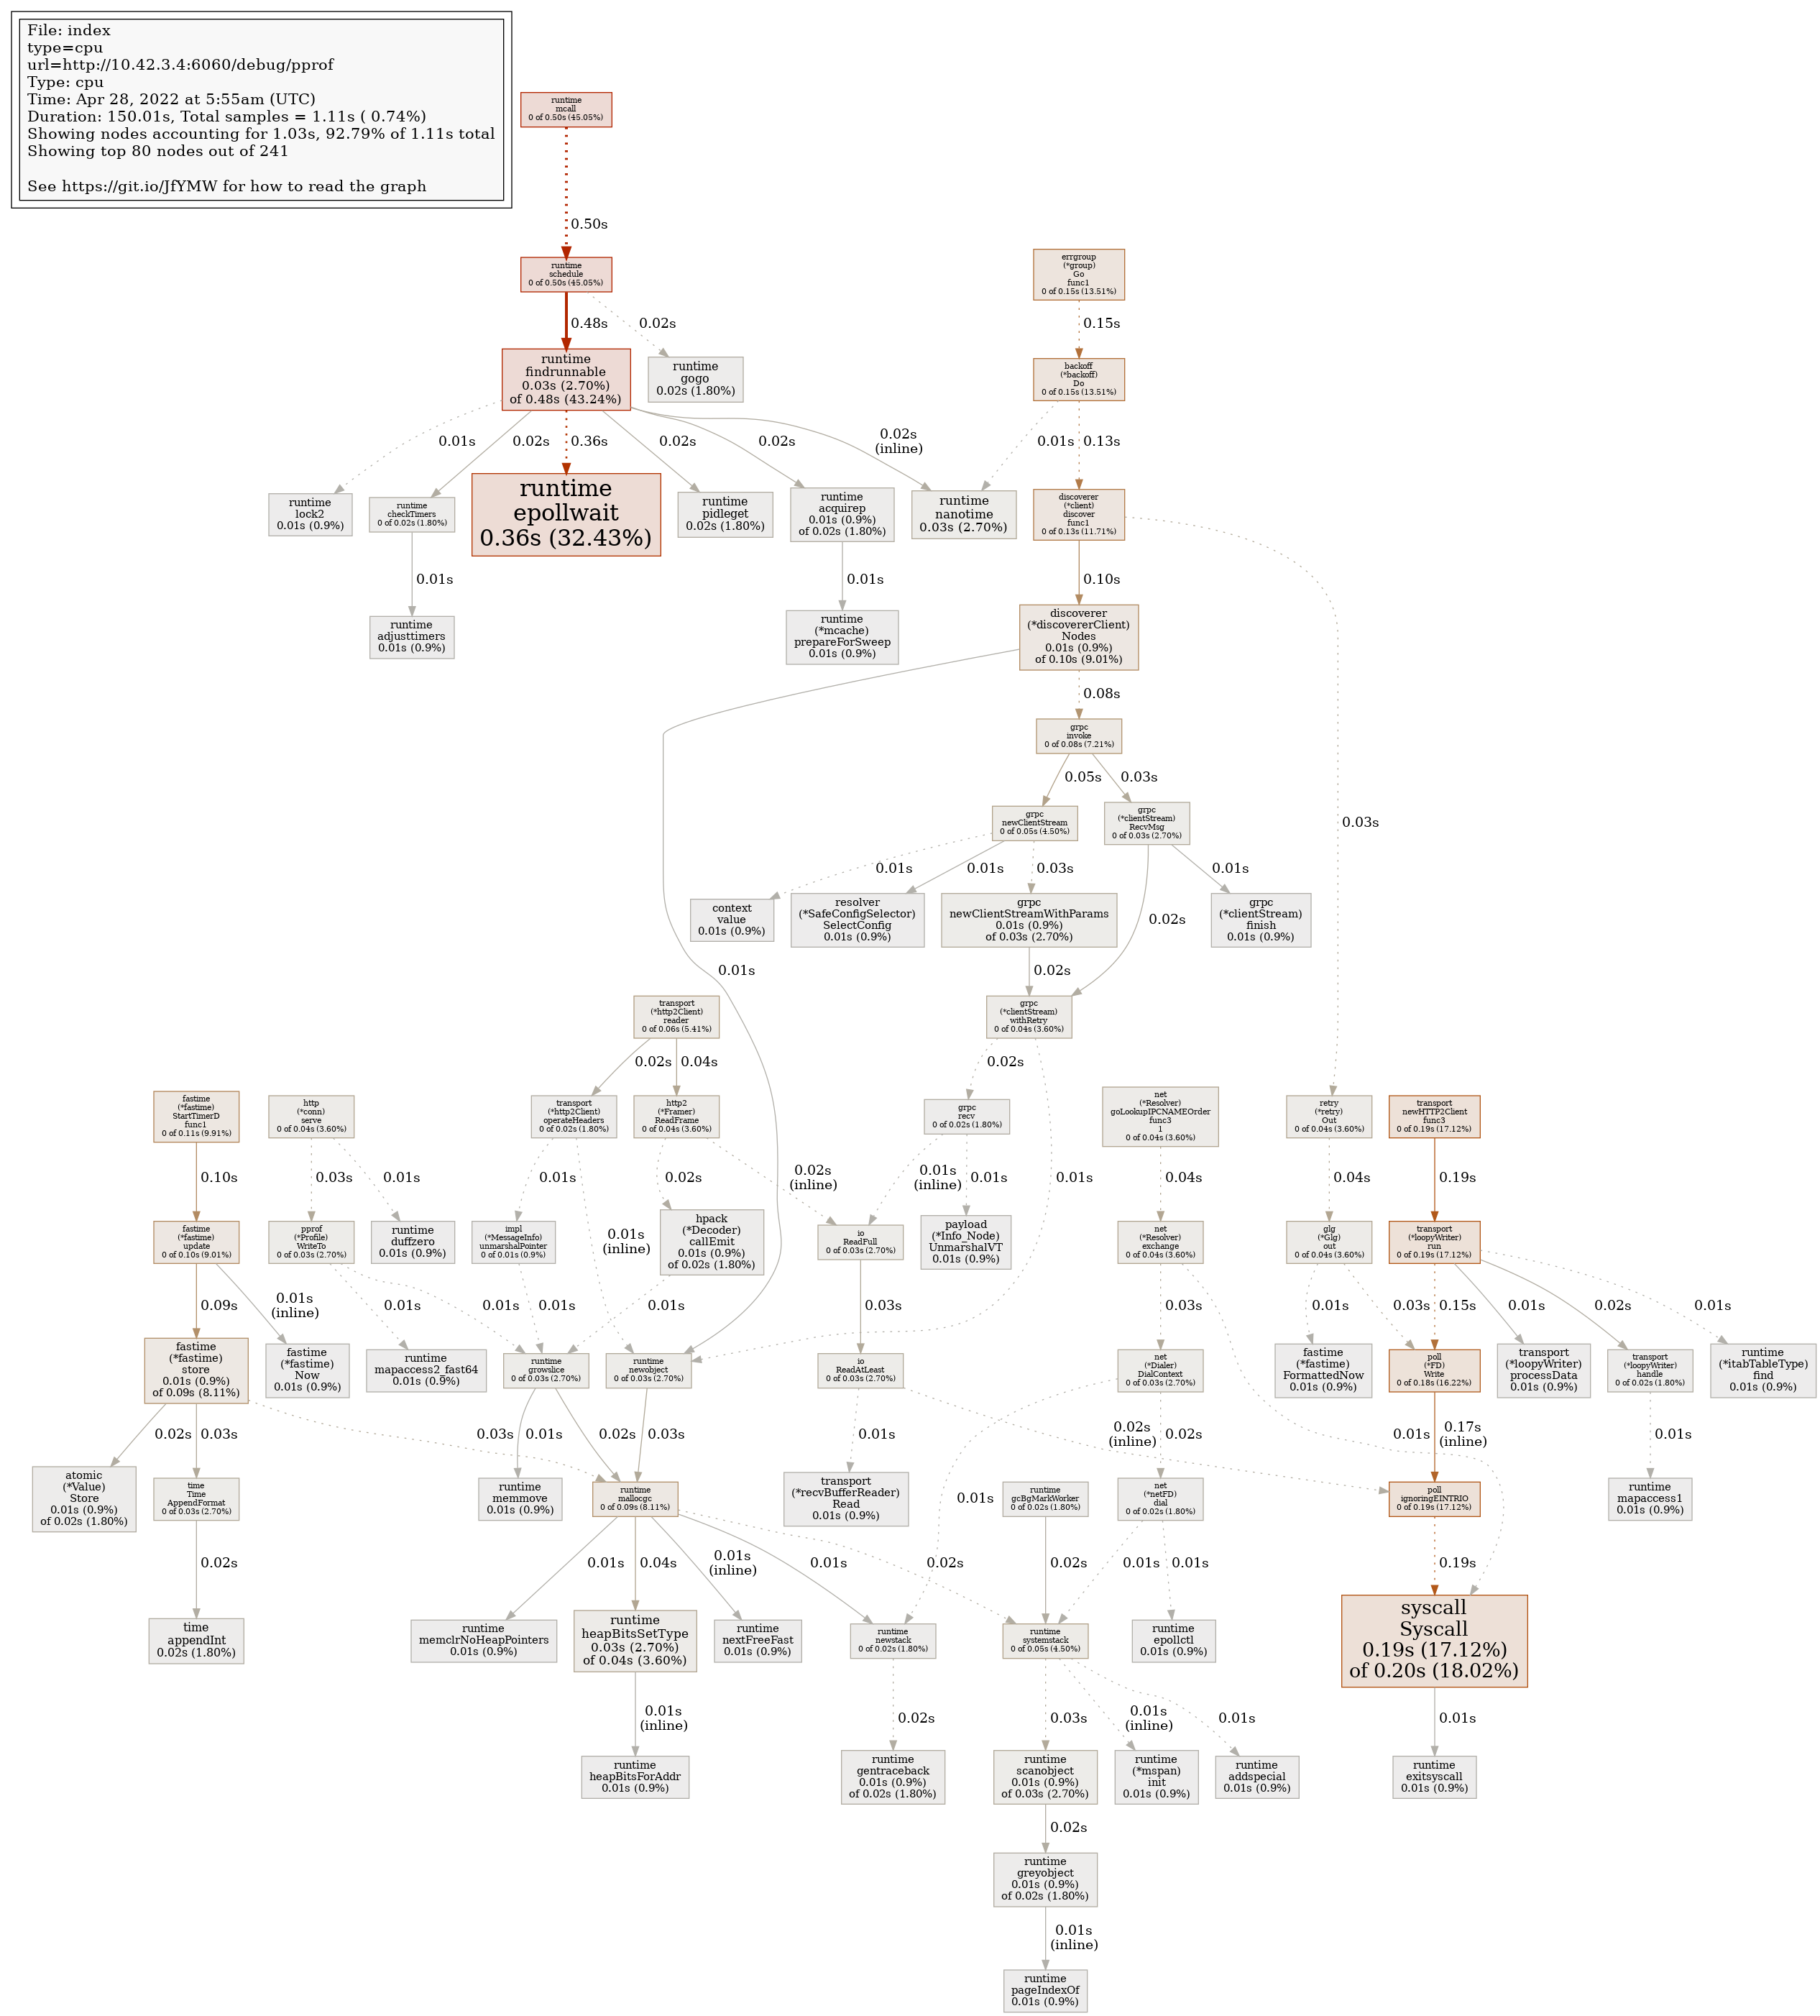 File: index
type=cpu
url=http://10.42.3.4:6060/debug/pprof
Type: cpu
Time: Apr 28, 2022 at 5:55am (UTC)
Duration: 150.01s, Total samples = 1.11s ( 0.74%)
Showing nodes accounting for 1.03s, 92.79% of 1.11s total
Showing top 80 nodes out of 241
See https://git.io/JfYMW for how to read the graph
runtime
mcall
0 of 0.50s (45.05%)
0.50s
runtime
schedule
0 of 0.50s (45.05%)
errgroup
(*group)
Go
func1
0 of 0.15s (13.51%)
0.48s
0.02s
0.15s
runtime
findrunnable
0.03s (2.70%)
of 0.48s (43.24%)
runtime
gogo
0.02s (1.80%)
backoff
(*backoff)
Do
0 of 0.15s (13.51%)
0.01s
0.02s
0.36s
0.02s
0.02s
0.02s
(inline)
0.01s
0.13s
runtime
lock2
0.01s (0.9%)
runtime
checkTimers
0 of 0.02s (1.80%)
runtime
epollwait
0.36s (32.43%)
runtime
pidleget
0.02s (1.80%)
runtime
acquirep
0.01s (0.9%)
of 0.02s (1.80%)
runtime
nanotime
0.03s (2.70%)
discoverer
(*client)
discover
func1
0 of 0.13s (11.71%)
0.01s
0.01s
0.10s
runtime
adjusttimers
0.01s (0.9%)
runtime
(*mcache)
prepareForSweep
0.01s (0.9%)
discoverer
(*discovererClient)
Nodes
0.01s (0.9%)
of 0.10s (9.01%)
0.08s
grpc
invoke
0 of 0.08s (7.21%)
0.05s
0.03s
grpc
newClientStream
0 of 0.05s (4.50%)
grpc
(*clientStream)
RecvMsg
0 of 0.03s (2.70%)
0.03s
0.01s
0.01s
0.03s
0.01s
context
value
0.01s (0.9%)
resolver
(*SafeConfigSelector)
SelectConfig
0.01s (0.9%)
grpc
newClientStreamWithParams
0.01s (0.9%)
of 0.03s (2.70%)
0.02s
grpc
(*clientStream)
finish
0.01s (0.9%)
0.01s
0.02s
transport
(*http2Client)
reader
0 of 0.06s (5.41%)
grpc
(*clientStream)
withRetry
0 of 0.04s (3.60%)
0.02s
0.04s
0.02s
fastime
(*fastime)
StartTimerD
func1
0 of 0.11s (9.91%)
http
(*conn)
serve
0 of 0.04s (3.60%)
transport
(*http2Client)
operateHeaders
0 of 0.02s (1.80%)
http2
(*Framer)
ReadFrame
0 of 0.04s (3.60%)
grpc
recv
0 of 0.02s (1.80%)
net
(*Resolver)
goLookupIPCNAMEOrder
func3
1
0 of 0.04s (3.60%)
retry
(*retry)
Out
0 of 0.04s (3.60%)
transport
newHTTP2Client
func3
0 of 0.19s (17.12%)
0.10s
0.03s
0.01s
0.01s
0.02s
0.02s
(inline)
0.01s
(inline)
0.01s
0.01s
0.04s
0.04s
0.19s
fastime
(*fastime)
update
0 of 0.10s (9.01%)
pprof
(*Profile)
WriteTo
0 of 0.03s (2.70%)
runtime
duffzero
0.01s (0.9%)
impl
(*MessageInfo)
unmarshalPointer
0 of 0.01s (0.9%)
0.01s
(inline)
hpack
(*Decoder)
callEmit
0.01s (0.9%)
of 0.02s (1.80%)
io
ReadFull
0 of 0.03s (2.70%)
payload
(*Info_Node)
UnmarshalVT
0.01s (0.9%)
net
(*Resolver)
exchange
0 of 0.04s (3.60%)
glg
(*Glg)
out
0 of 0.04s (3.60%)
transport
(*loopyWriter)
run
0 of 0.19s (17.12%)
0.09s
0.01s
(inline)
0.01s
0.01s
0.01s
0.01s
0.03s
0.03s
0.01s
0.03s
0.15s
0.01s
0.02s
0.01s
fastime
(*fastime)
store
0.01s (0.9%)
of 0.09s (8.11%)
fastime
(*fastime)
Now
0.01s (0.9%)
runtime
mapaccess2_fast64
0.01s (0.9%)
runtime
growslice
0 of 0.03s (2.70%)
runtime
newobject
0 of 0.03s (2.70%)
io
ReadAtLeast
0 of 0.03s (2.70%)
net
(*Dialer)
DialContext
0 of 0.03s (2.70%)
fastime
(*fastime)
FormattedNow
0.01s (0.9%)
poll
(*FD)
Write
0 of 0.18s (16.22%)
transport
(*loopyWriter)
processData
0.01s (0.9%)
transport
(*loopyWriter)
handle
0 of 0.02s (1.80%)
runtime
(*itabTableType)
find
0.01s (0.9%)
0.02s
0.03s
0.03s
0.01s
0.02s
0.03s
0.01s
0.02s
(inline)
0.02s
0.01s
0.17s
(inline)
0.01s
atomic
(*Value)
Store
0.01s (0.9%)
of 0.02s (1.80%)
time
Time
AppendFormat
0 of 0.03s (2.70%)
runtime
memmove
0.01s (0.9%)
runtime
mallocgc
0 of 0.09s (8.11%)
transport
(*recvBufferReader)
Read
0.01s (0.9%)
0.01s
runtime
gcBgMarkWorker
0 of 0.02s (1.80%)
net
(*netFD)
dial
0 of 0.02s (1.80%)
poll
ignoringEINTRIO
0 of 0.19s (17.12%)
runtime
mapaccess1
0.01s (0.9%)
0.02s
0.01s
0.04s
0.01s
(inline)
0.01s
0.02s
0.02s
0.01s
0.01s
0.19s
time
appendInt
0.02s (1.80%)
runtime
memclrNoHeapPointers
0.01s (0.9%)
runtime
heapBitsSetType
0.03s (2.70%)
of 0.04s (3.60%)
runtime
nextFreeFast
0.01s (0.9%)
runtime
newstack
0 of 0.02s (1.80%)
runtime
systemstack
0 of 0.05s (4.50%)
runtime
epollctl
0.01s (0.9%)
syscall
Syscall
0.19s (17.12%)
of 0.20s (18.02%)
0.01s
(inline)
0.02s
0.03s
0.01s
(inline)
0.01s
0.01s
runtime
heapBitsForAddr
0.01s (0.9%)
runtime
gentraceback
0.01s (0.9%)
of 0.02s (1.80%)
runtime
scanobject
0.01s (0.9%)
of 0.03s (2.70%)
runtime
(*mspan)
init
0.01s (0.9%)
runtime
addspecial
0.01s (0.9%)
runtime
exitsyscall
0.01s (0.9%)
0.02s
runtime
greyobject
0.01s (0.9%)
of 0.02s (1.80%)
0.01s
(inline)
runtime
pageIndexOf
0.01s (0.9%)